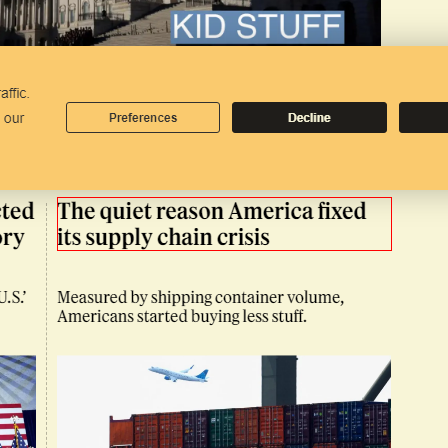 KID STUFF
affic.
our
Preferences
Decline
ted
The quiet reason America fixed
ory
its supply chain crisis
U.S.’
Measured by shipping container volume,
Americans started buying less stuff.